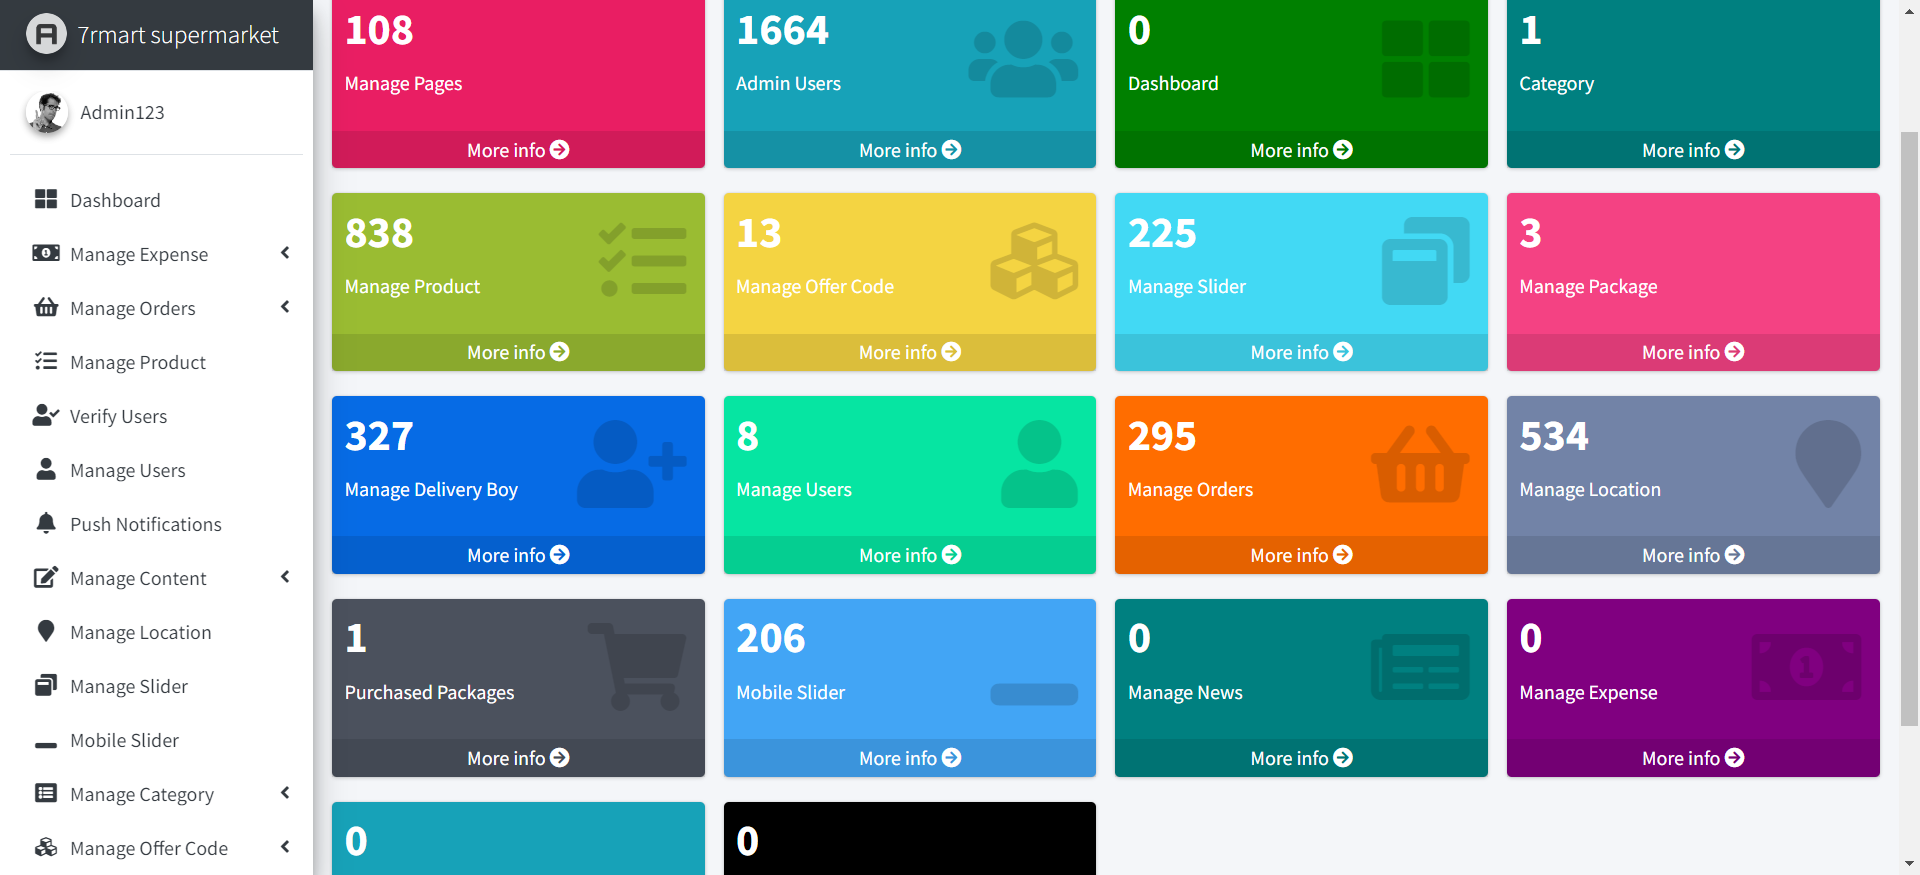 7rmart supermarket
Admin123
Dashboard
Manage Expense
Manage Orders
Manage Product
Verify Users
Manage Users
Push Notifications
Manage Content
Manage Location
Manage Slider
Mobile Slider
Manage Category
Manage Offer Code
108
Manage Pages
More info
1664
Admin Users
More info
0
Dashboard
More info
1
Category
More info
838
Manage Product
More info
13
Manage Offer Code
More info
225
Manage Slider
More info
3
Manage Package
More info
327
Manage Delivery Boy
More info
8
Manage Users
More info
295
Manage Orders
More info
534
Manage Location
More info
1
Purchased Packages
More info
206
Mobile Slider
More info
0
Manage News
More info
0
Manage Expense
More info
0
0